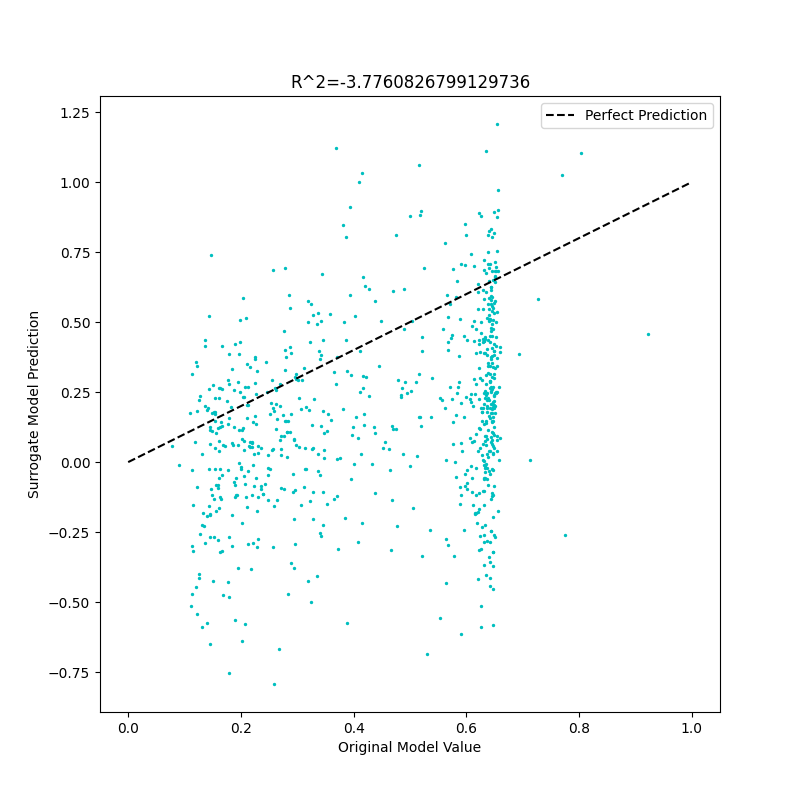 R^2=-3.7760826799129736
Perfect Prediction
1.25
1.00
0.75
0.50
0.25
0.00
−0.25
−0.50
−0.75
Surrogate Model Prediction
0.0 0.2 0.4 0.6 0.8 1.0
Original Model Value